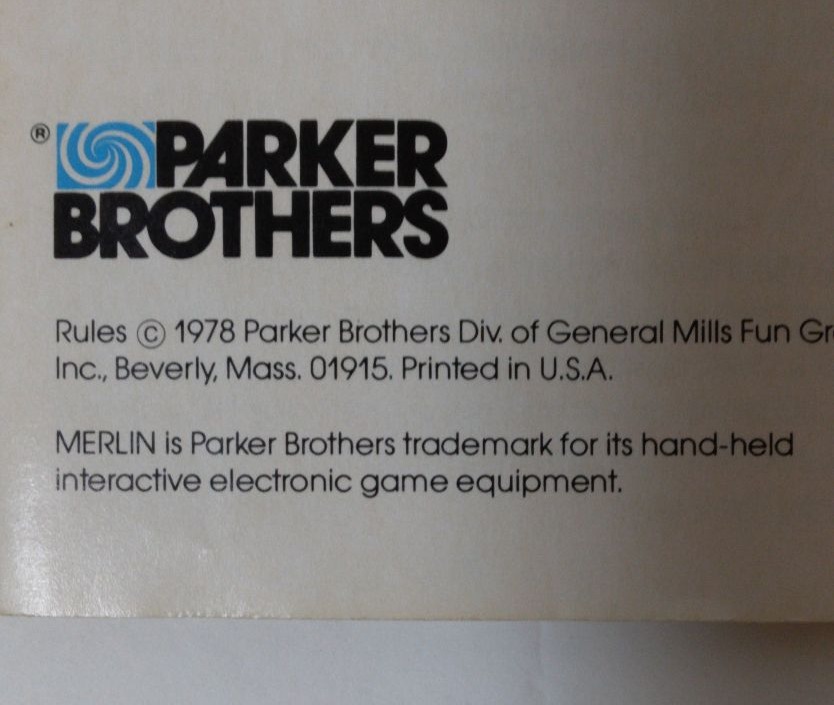 ®
PARKER
BROTHERS
Rules © 1978 Parker Brothers Div. of General Mills Fun
Inc., Beverly, Mass. 01915. Printed in U.S.A.
MERLIN is Parker Brothers trademark for its hand-held
interactive electronic game equipment.